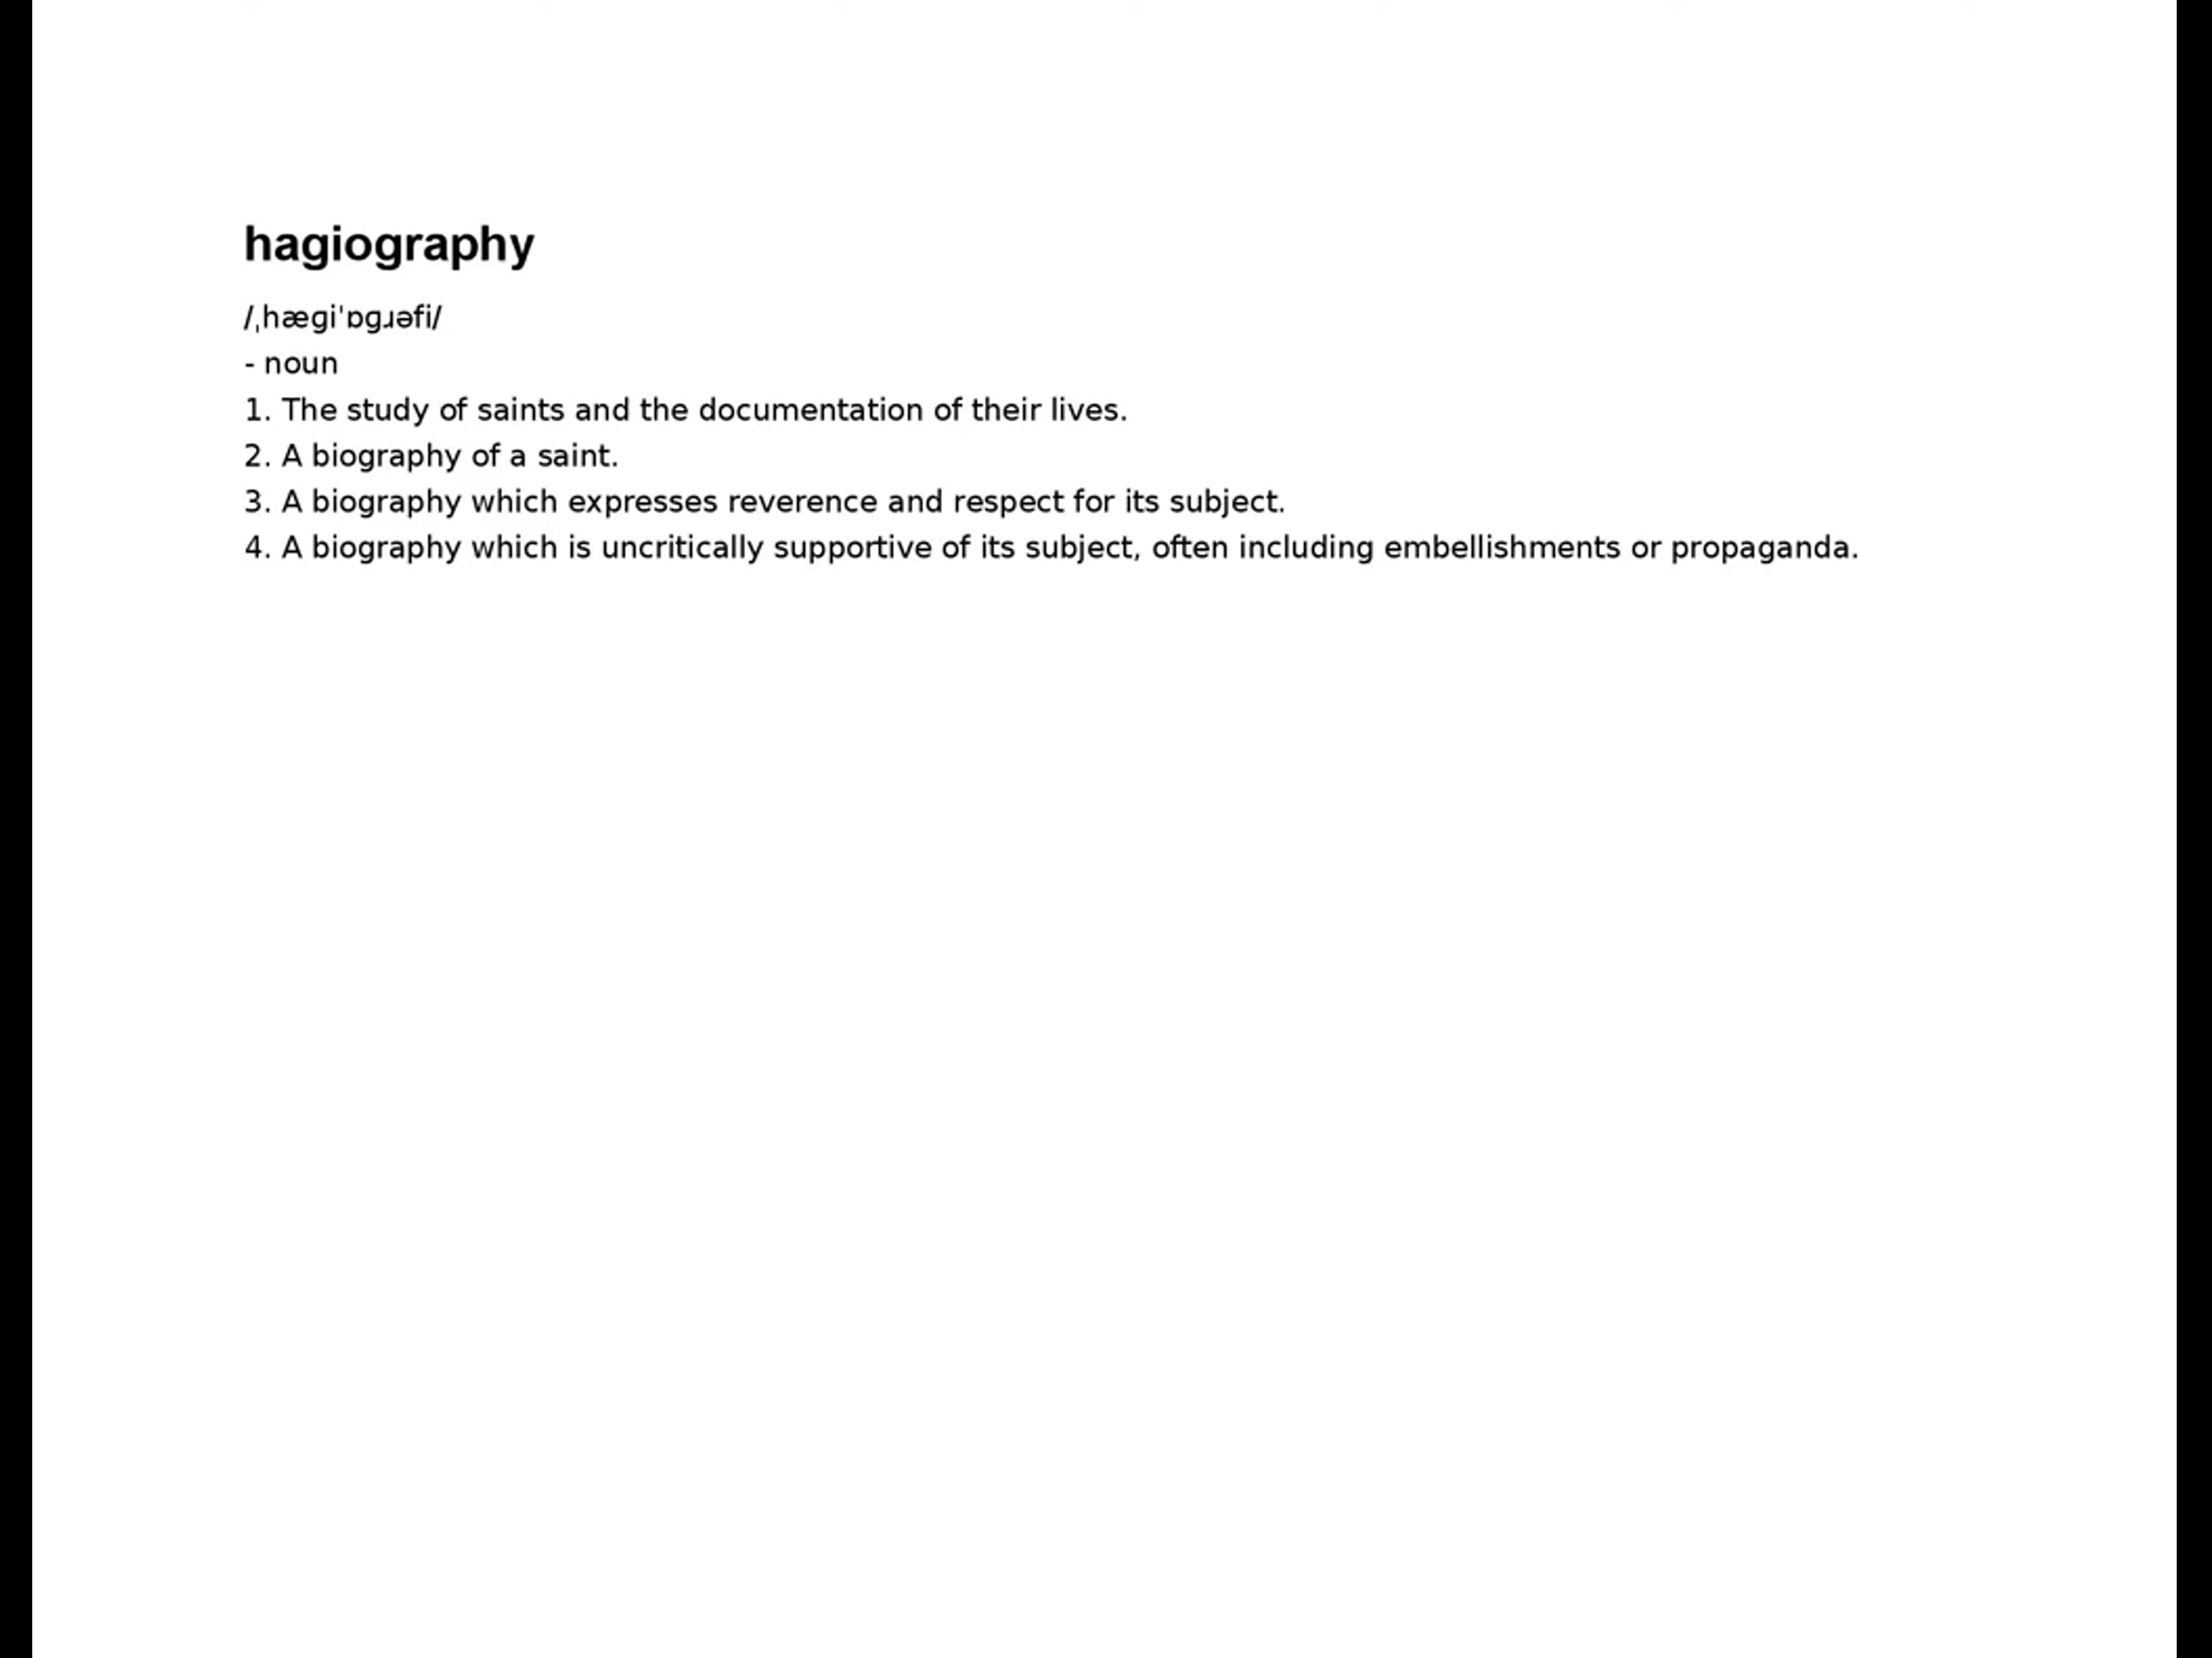 hagiography
/ˌhægiˈɒgɹəfi/
- noun
1. The study of saints and the documentation of their lives.
2. A biography of a saint.
3. A biography which expresses reverence and respect for its subject.
4. A biography which is uncritically supportive of its subject, often including embellishments or propaganda.